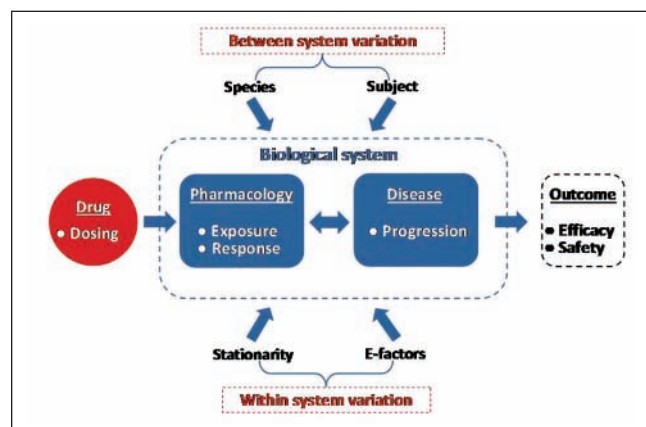 Between system variation
Species
Subject
Biological system
Drug
● Dosing
Pharmacology
● Exposure
● Response
Disease
● Progression
Outcome
● Efficacy
● Safety
Stationarity
E-factors
Within system variation